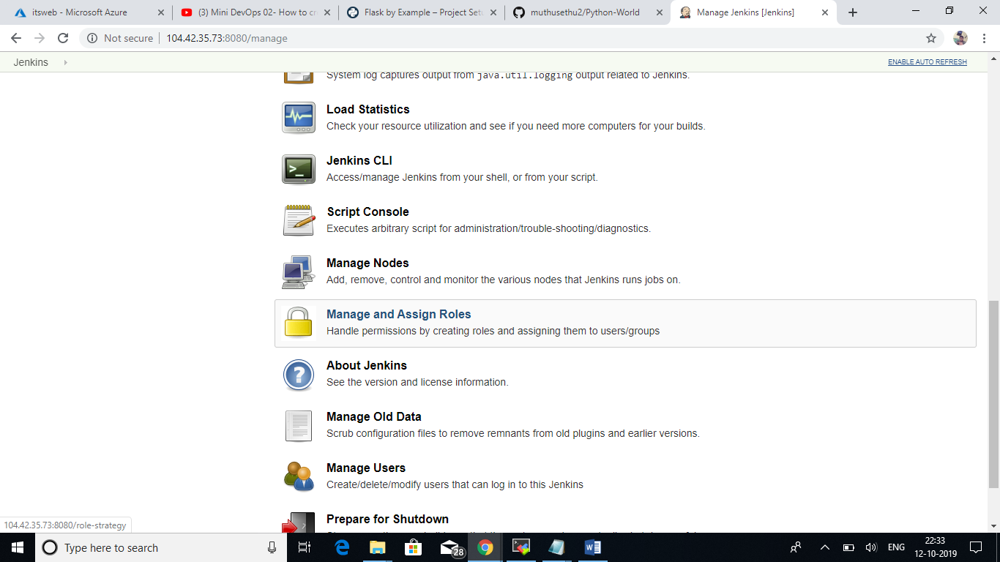 itsweb - Microsoft Azure
(3) Mini DevOps 02- How to cr
Flask by Example – Project Setu
muthusethu2/Python-World
Manage Jenkins [Jenkins]
Not secure
104.42.35.73:8080/manage
Jenkins
ENABLE AUTO REFRESH
System log captures output from java.util.logging output related to Jenkins.
Load Statistics
Check your resource utilization and see if you need more computers for your builds.
Jenkins CLI
Access/manage Jenkins from your shell, or from your script.
Script Console
Executes arbitrary script for administration/trouble-shooting/diagnostics.
Manage Nodes
Add, remove, control and monitor the various nodes that Jenkins runs jobs on.
Manage and Assign Roles
Handle permissions by creating roles and assigning them to users/groups
About Jenkins
See the version and license information.
Manage Old Data
Scrub configuration files to remove remnants from old plugins and earlier versions.
Manage Users
Create/delete/modify users that can log in to this Jenkins
Prepare for Shutdown
104.42.35.73:8080/role-strategy
Type here to search
28
ENG
22:33
12-10-2019